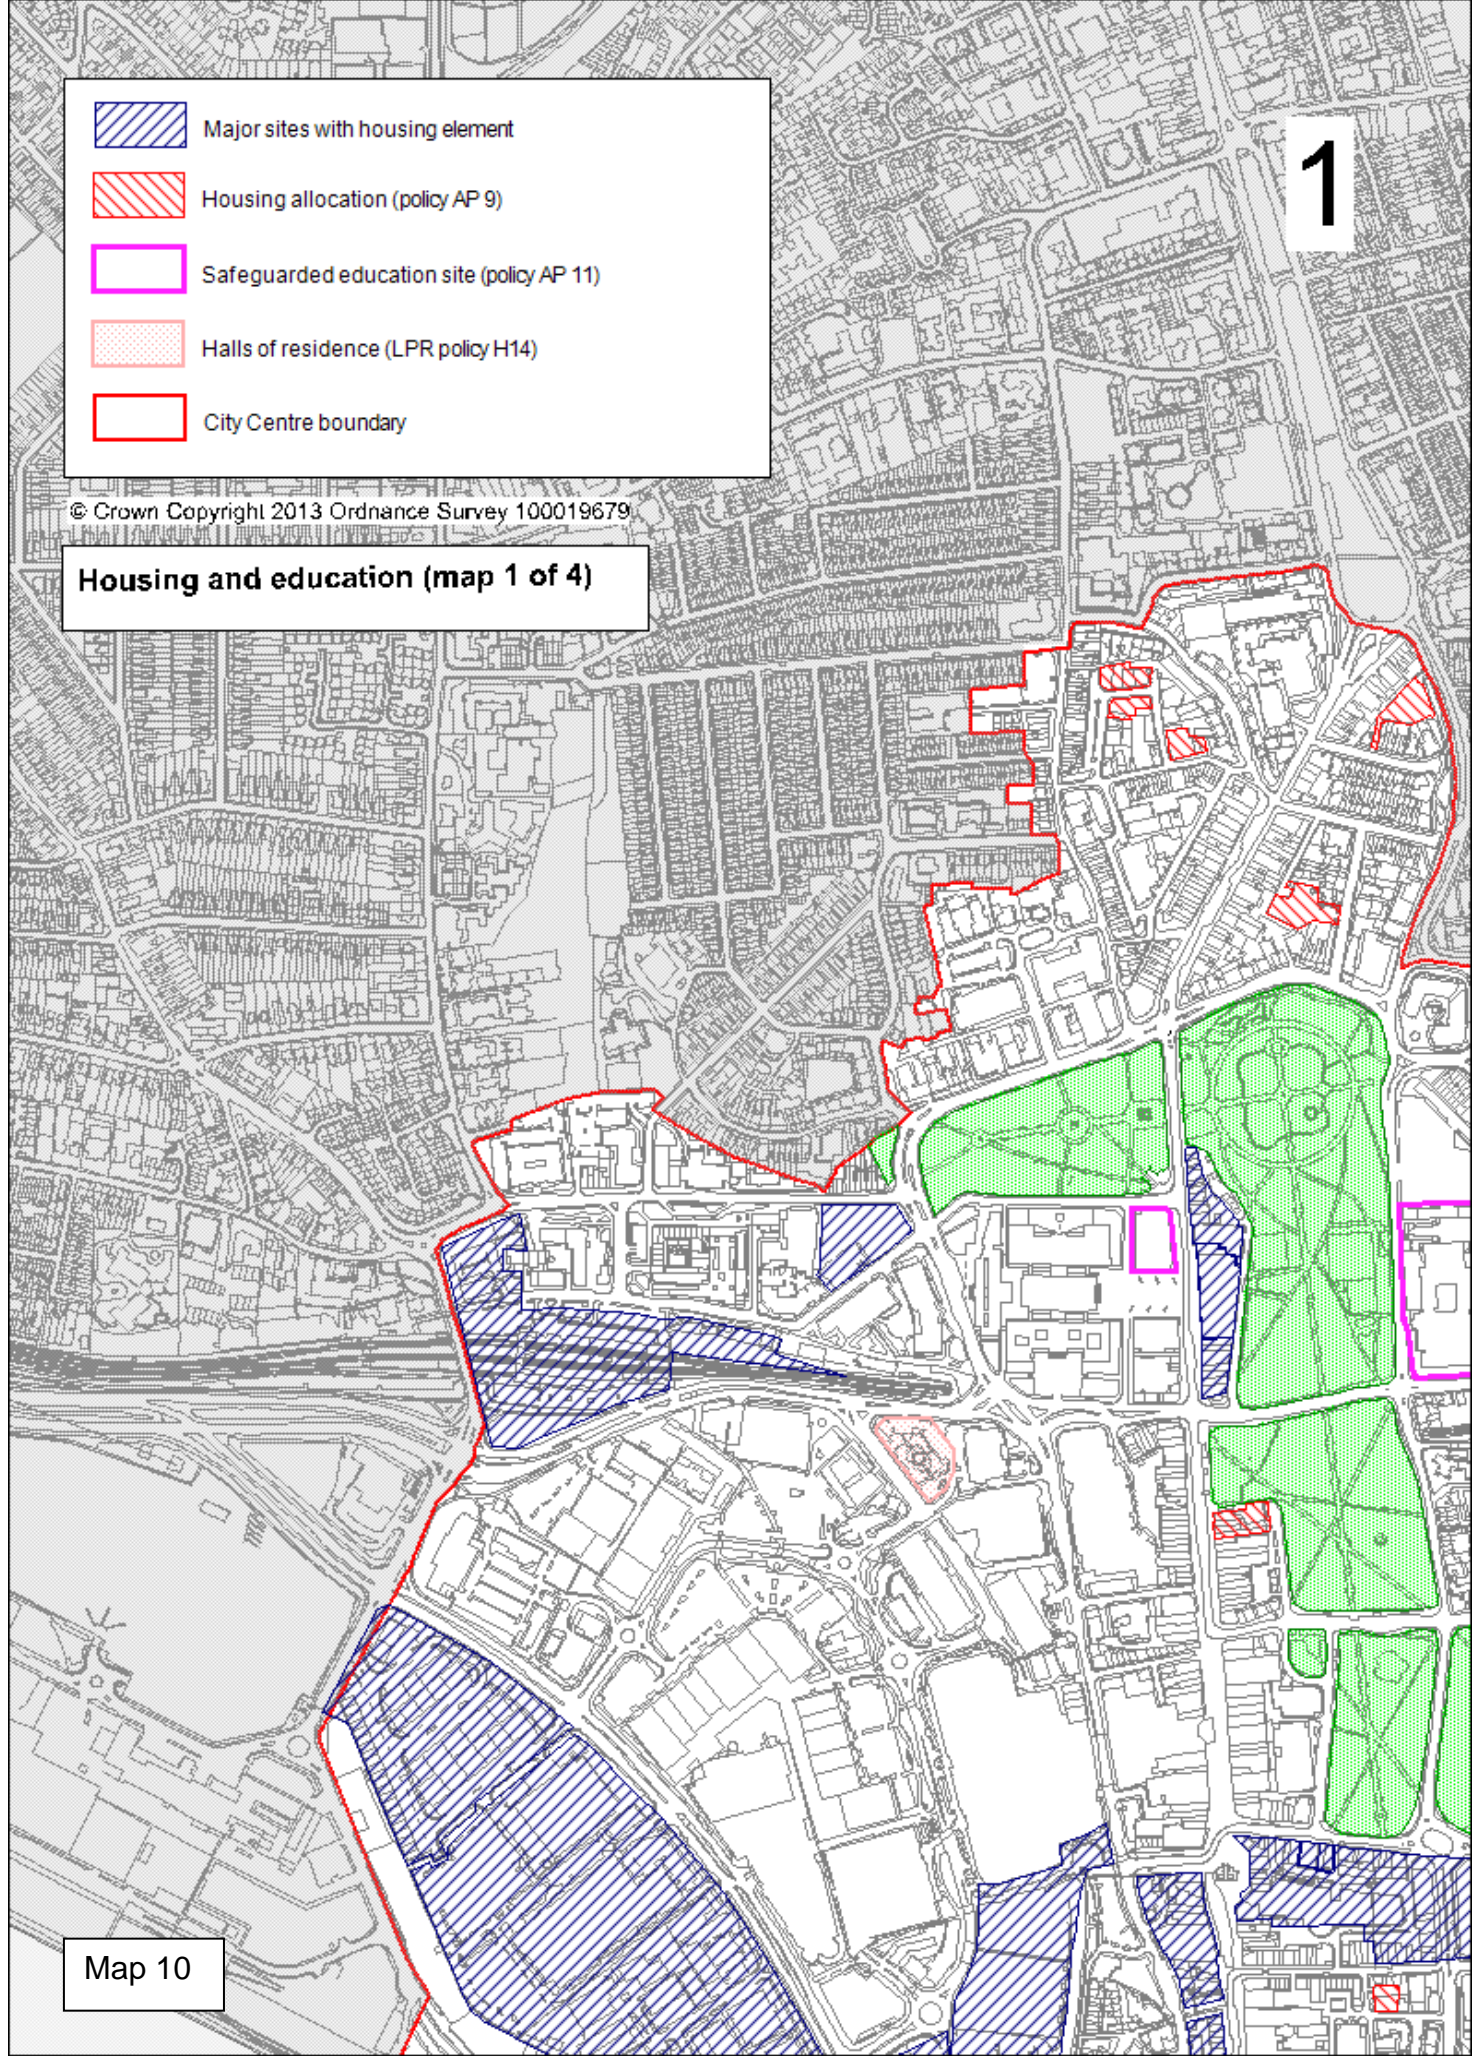 Major sites with housing element
1
Housing allocation (policy AP 9)
Safeguarded education site (policy AP 11)
Halls of residence (LPR policy H14)
City Centre boundary
© Crown Copyright 2013 Ordnance Survey 100019679
Housing and education (map 1 of 4)
Map 10